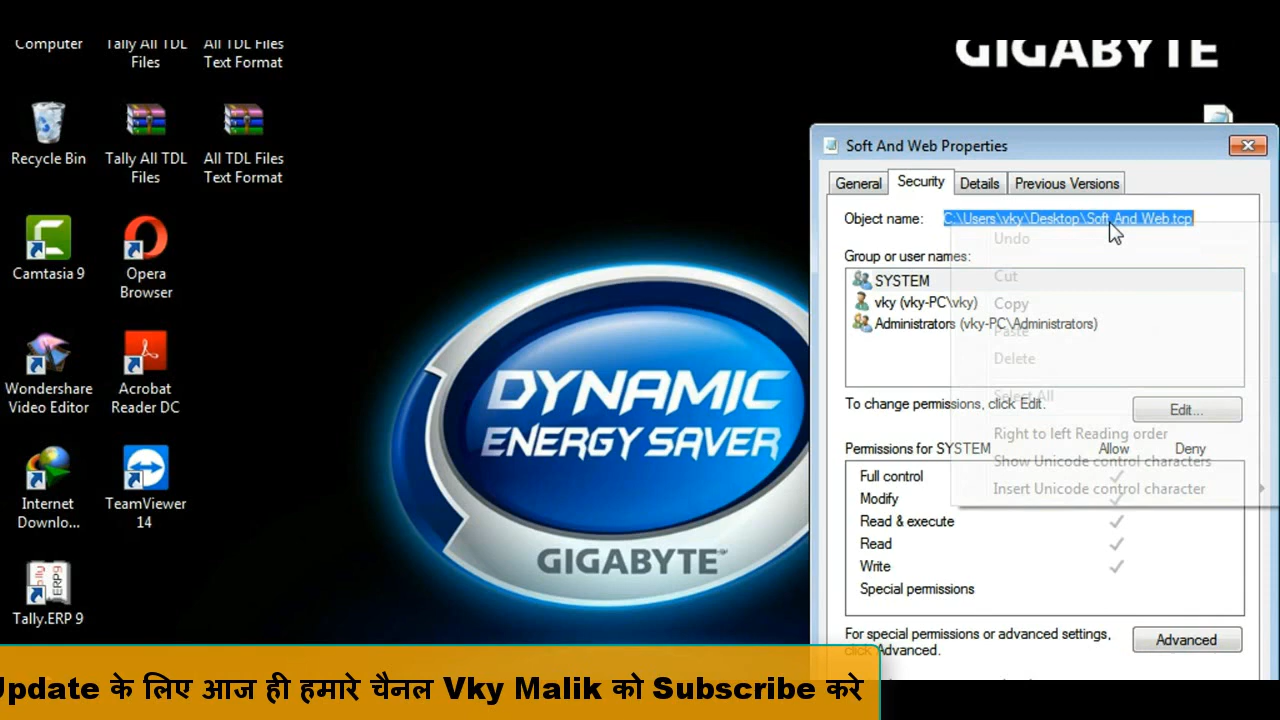 Computer
Tally All TDL
Files
All TDL Files
Text Format
GIGABYTE
Recycle Bin
Tally All TDL
Files
All TDL Files
Text Format
Camtasia 9
Opera
Browser
Wondershare
Video Editor
Acrobat
Reader DC
Internet
Downlo...
TeamViewer
14
Tally.ERP 9
DYNAMIC
ENERGY SAVER
GIGABYTE
Soft And Web Properties
General
Security
Details
Previous Versions
Object name:
C:\Users\vky\Desktop\Soft And Web.tcp
Group or user names:
SYSTEM
vky (vky-PC\vky)
Administrators (vky-PC\Administrators)
Undo
Cut
Copy
Paste
Delete
Select All
Right to left Reading order
Show Unicode control characters
Insert Unicode control character
To change permissions, click Edit.
Edit...
Permissions for SYSTEM
Allow
Deny
Full control
Modify
Read & execute
Read
Write
Special permissions
For special permissions or advanced settings,
click Advanced.
Advanced
Update के लिए आज ही हमारे चैनल Vky Malik को Subscribe करे